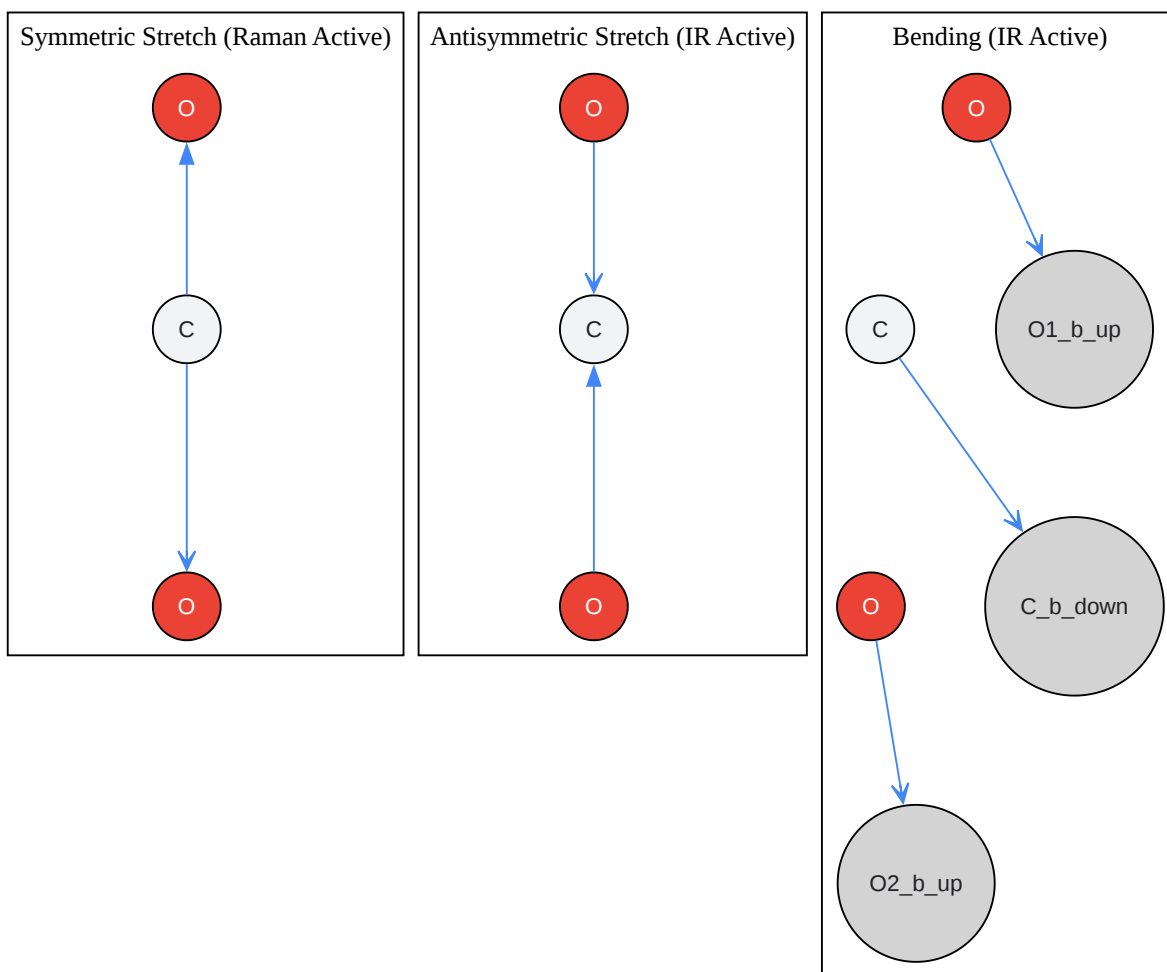 Symmetric Stretch (Raman Active)
O
C
O
Antisymmetric Stretch (IR Active)
O
C
O
Bending (IR Active)
O
C
O1_b_up
O
C_b_down
O2_b_up